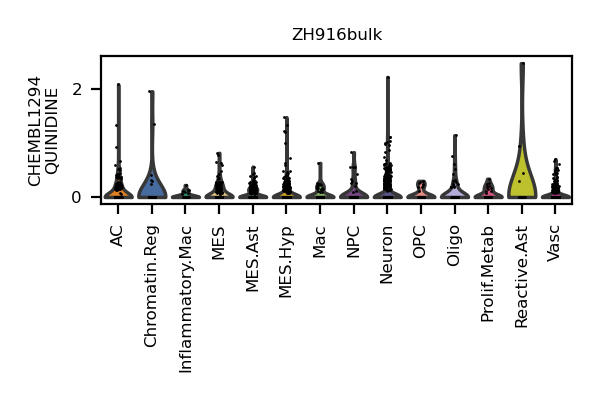 ZH916bulk
CHEMBL1294
QUINIDINE
2
0
AC
Chromatin.Reg
Inflammatory.Mac
MES
MES.Ast
MES.Hyp
Mac
NPC
Neuron
OPC
Oligo
Prolif.Metab
Reactive.Ast
Vasc